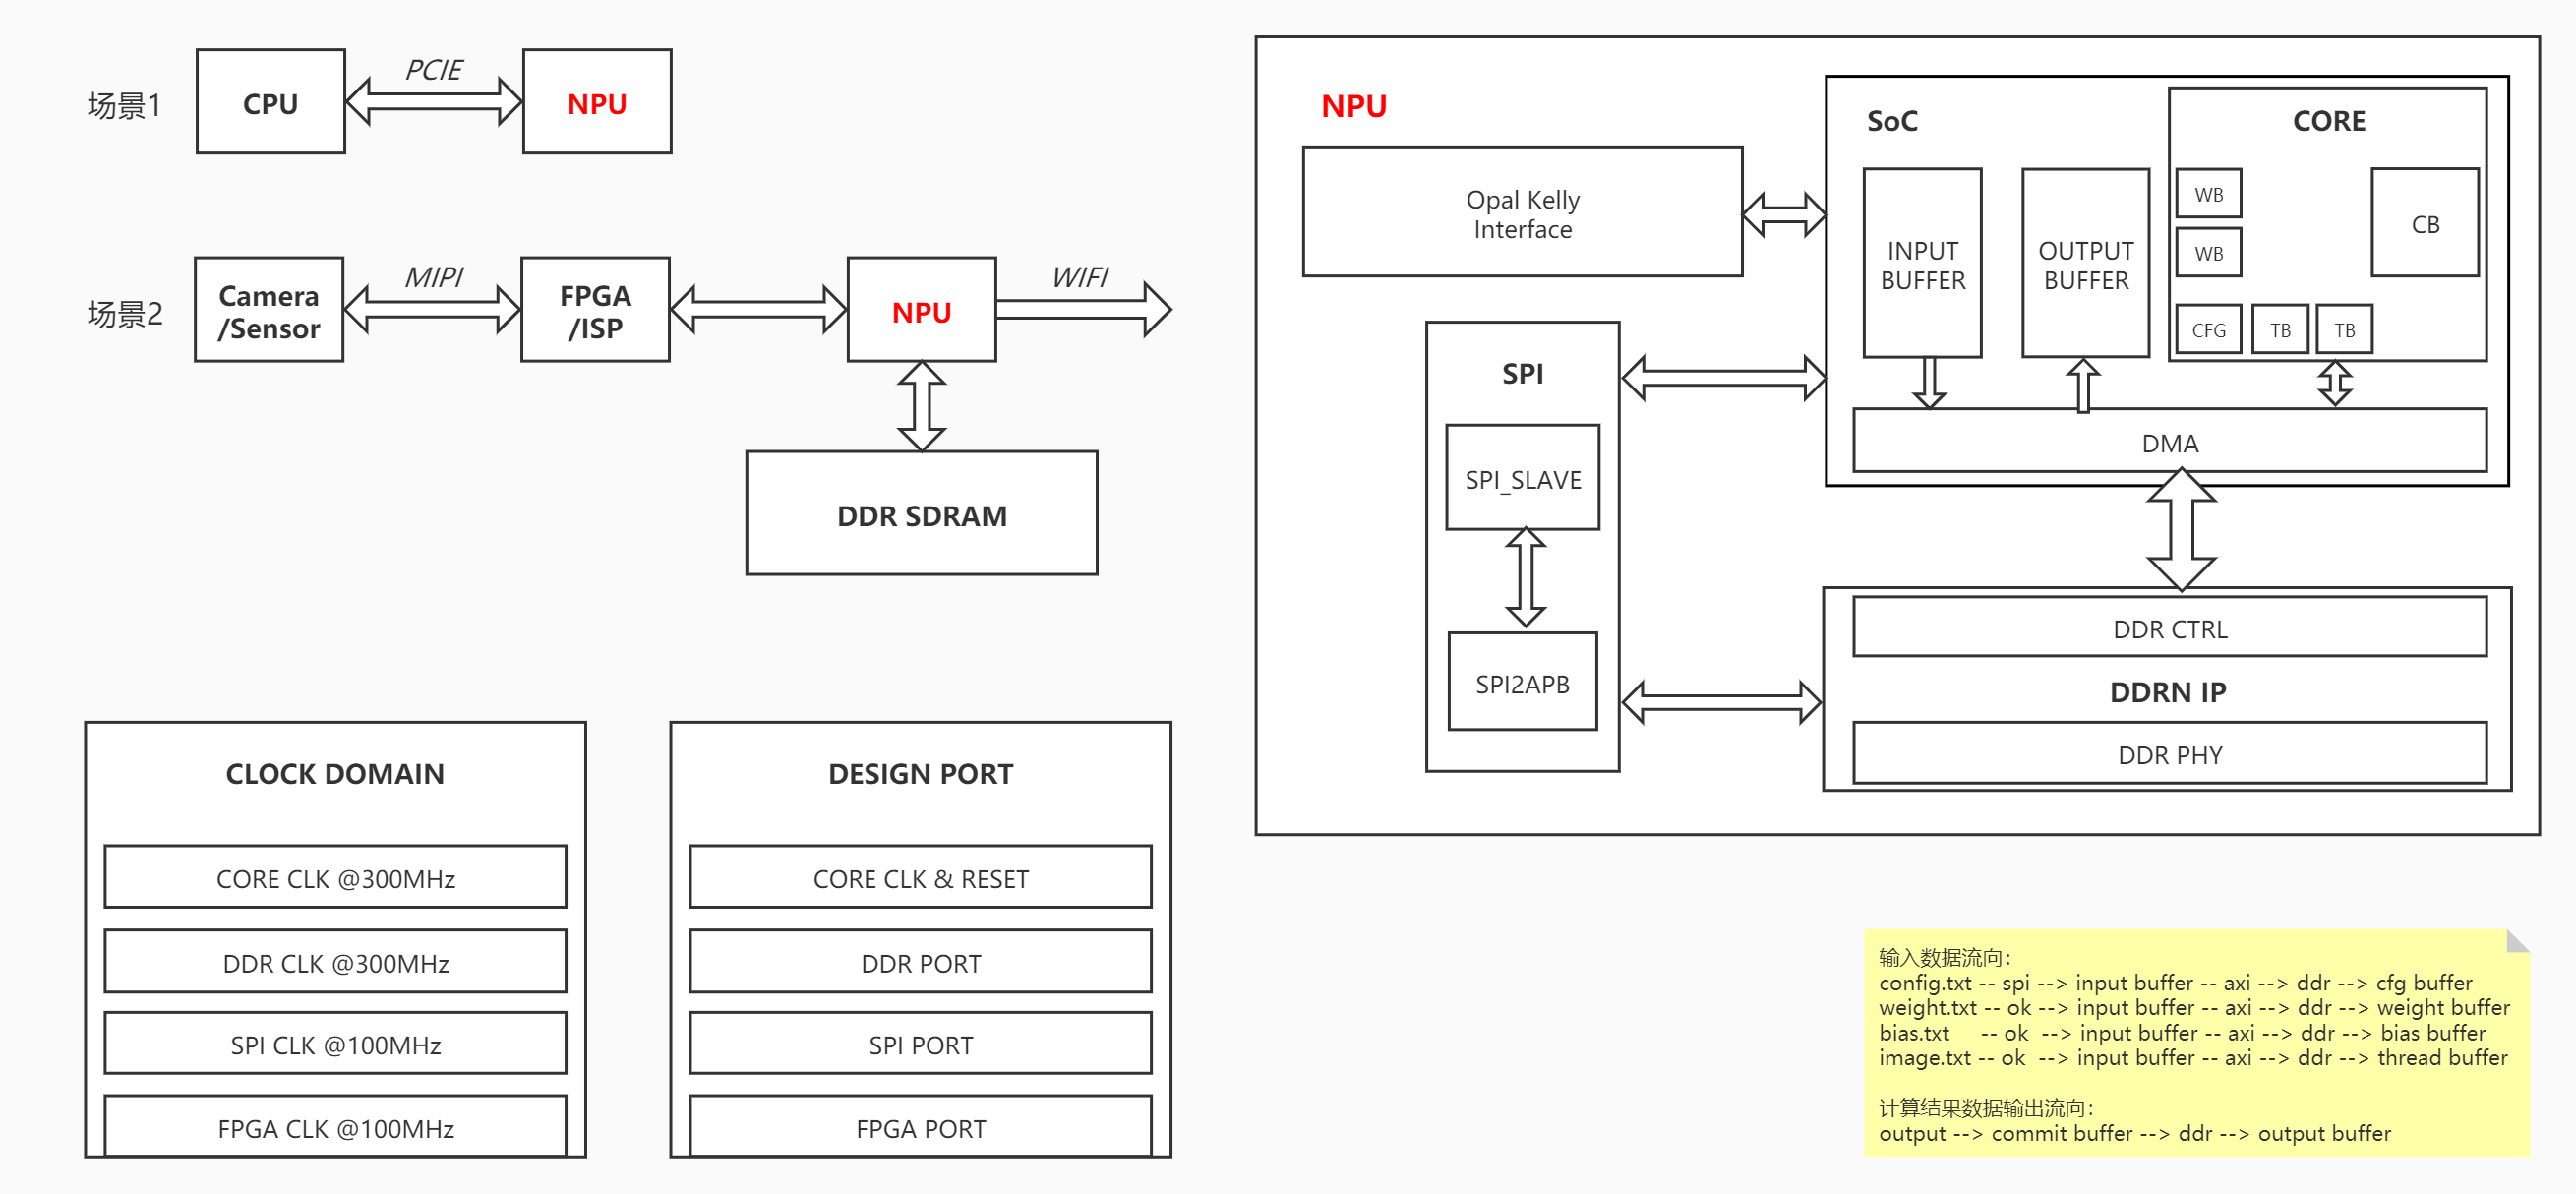 场景1
CPU
PCIE
NPU
场景2
Camera
/Sensor
MIPI
FPGA
/ISP
NPU
WIFI
DDR SDRAM
CLOCK DOMAIN
CORE CLK @300MHz
DDR CLK @300MHz
SPI CLK @100MHz
FPGA CLK @100MHz
DESIGN PORT
CORE CLK & RESET
DDR PORT
SPI PORT
FPGA PORT
NPU
Opal Kelly
Interface
SPI
SPI_SLAVE
SPI2APB
SoC
INPUT
BUFFER
OUTPUT
BUFFER
CORE
WB
WB
CB
CFG
TB
TB
DMA
DDR CTRL
DDRN IP
DDR PHY
输入数据流向：
config.txt -- spi --> input buffer -- axi --> ddr --> cfg buffer
weight.txt -- ok --> input buffer -- axi --> ddr --> weight buffer
bias.txt -- ok --> input buffer -- axi --> ddr --> bias buffer
image.txt -- ok --> input buffer -- axi --> ddr --> thread buffer
计算结果数据输出流向：
output --> commit buffer --> ddr --> output buffer